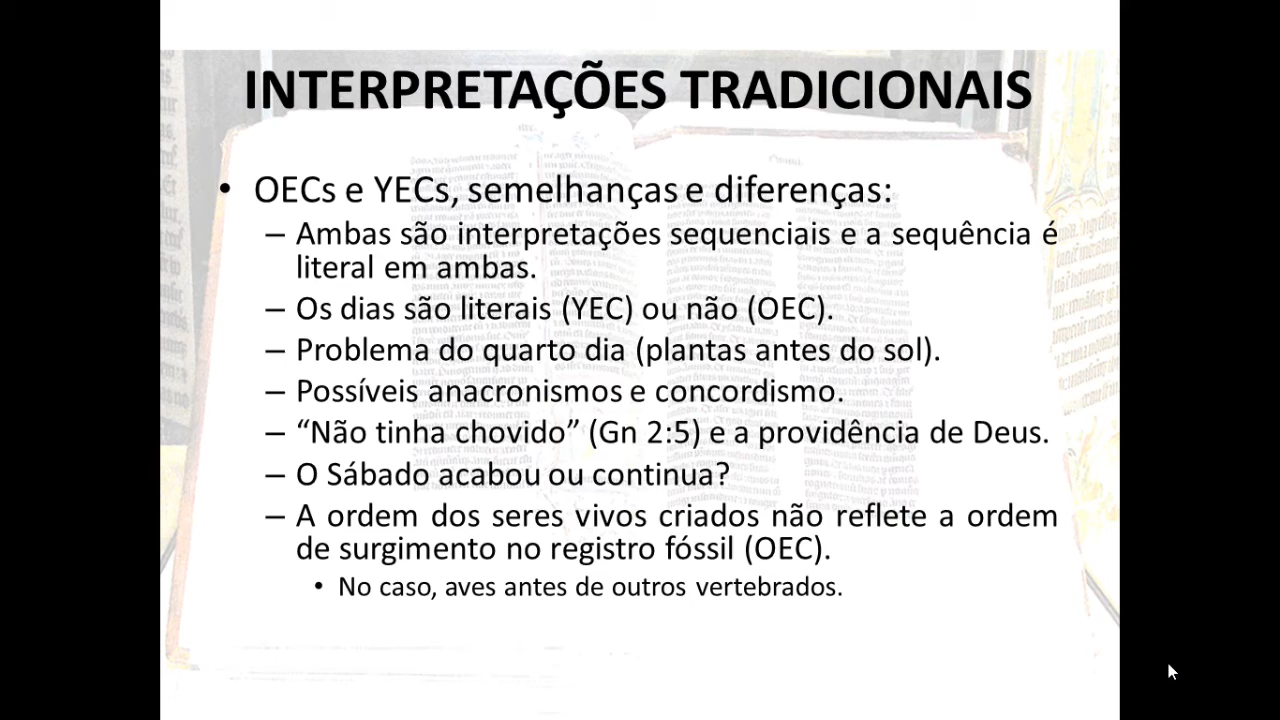 INTERPRETAÇÕES TRADICIONAIS
• OECs e YECs, semelhanças e diferenças:
– Ambas são interpretações sequenciais e a sequência é
literal em ambas.
– Os dias são literais (YEC) ou não (OEC).
– Problema do quarto dia (plantas antes do sol).
– Possíveis anacronismos e concordismo.
– “Não tinha chovido” (Gn 2:5) e a providência de Deus.
– O Sábado acabou ou continua?
– A ordem dos seres vivos criados não reflete a ordem
de surgimento no registro fóssil (OEC).
• No caso, aves antes de outros vertebrados.